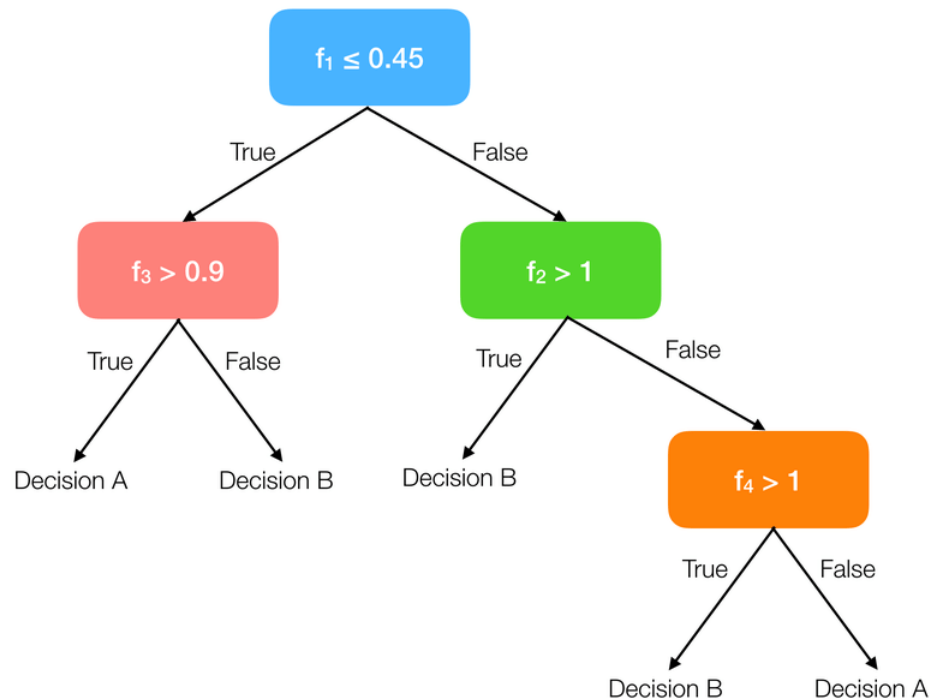 f₁ ≤ 0.45
True
False
f₃ > 0.9
f₂ > 1
True
False
True
False
Decision A
Decision B
Decision B
f₄ > 1
True
False
Decision B
Decision A